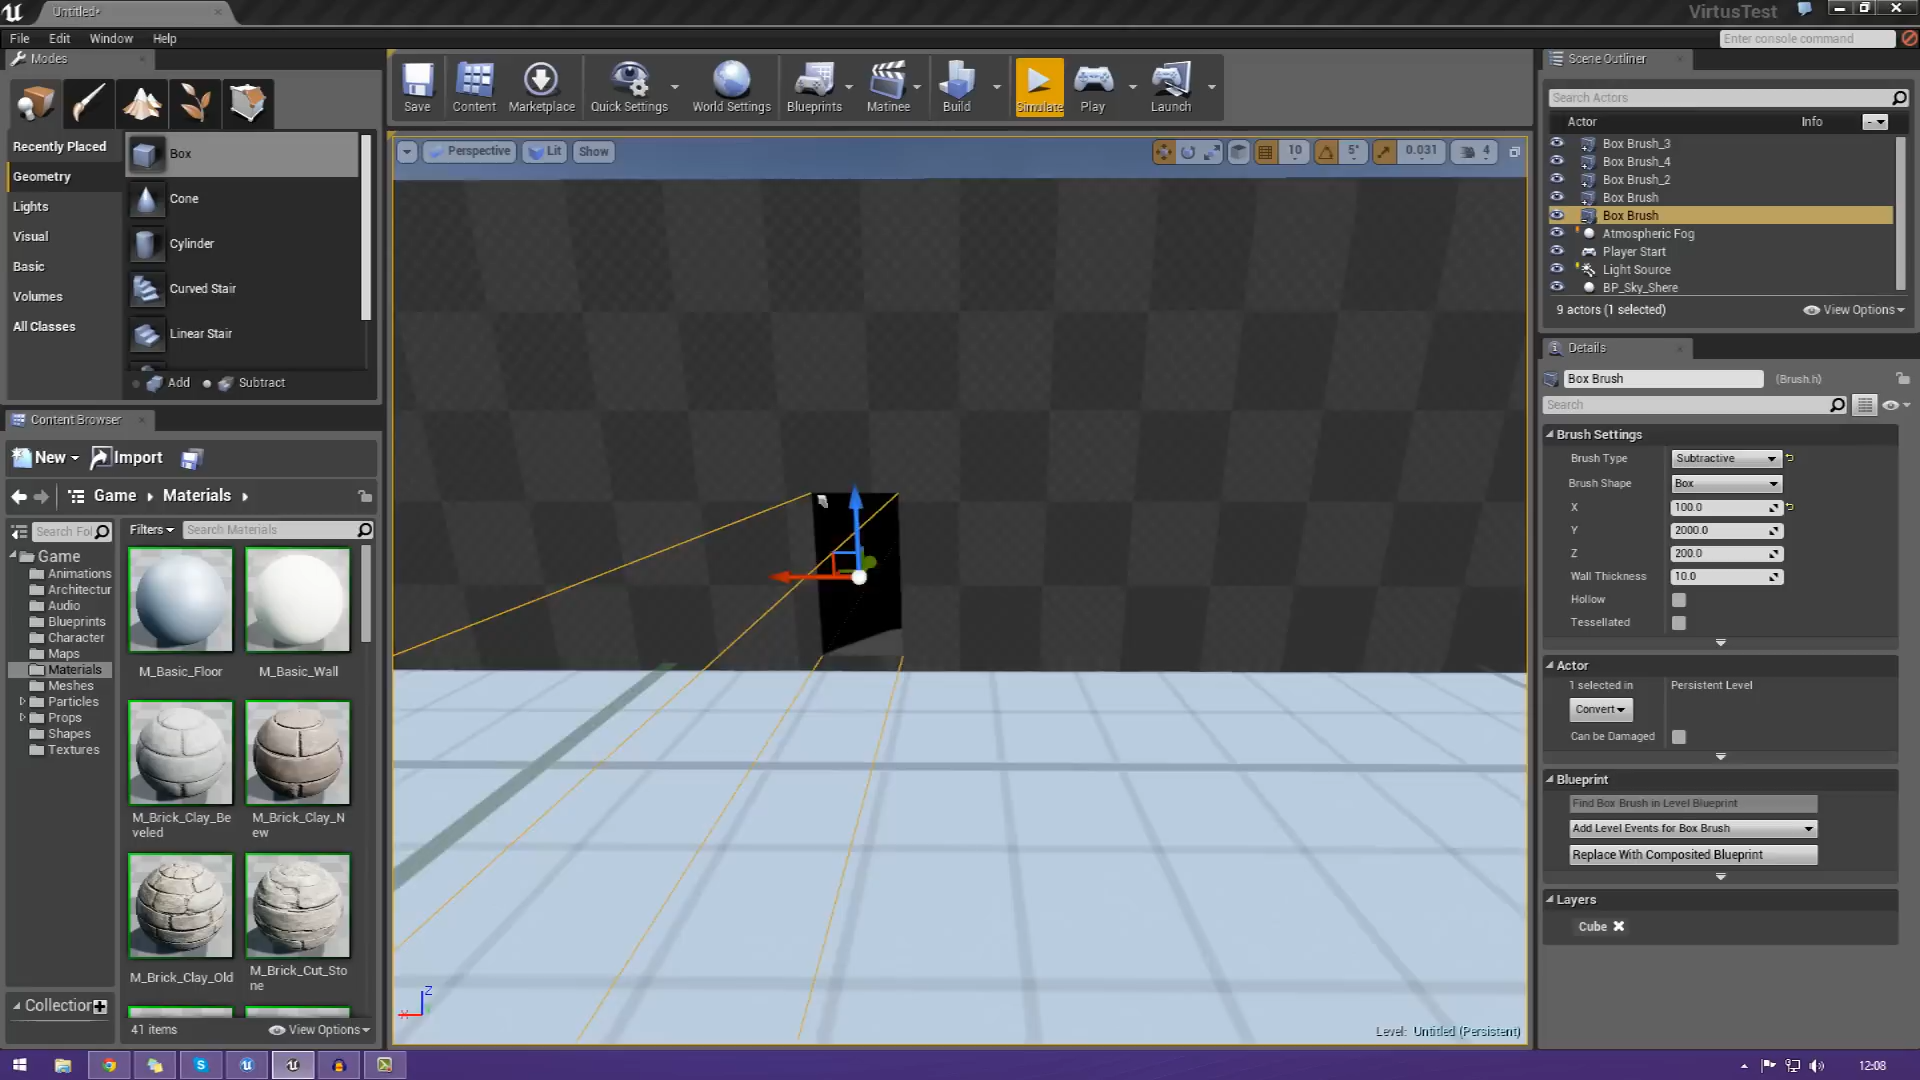 Untitled*
VirtusTest
File Edit Window Help
Enter console command
Modes
Recently Placed
Geometry
Lights
Visual
Basic
Volumes
All Classes
Box
Cone
Cylinder
Curved Stair
Linear Stair
Add Subtract
Save Content Marketplace Quick Settings World Settings Blueprints Matinee Build Simulate Play Launch
Perspective Lit Show
10 5° 0.031 4
Content Browser
New Import
Game Materials
Search Fol
Filters Search Materials
Game
Animations
Architectur
Audio
Blueprints
Character
Maps
Materials
Meshes
Particles
Props
Shapes
Textures
M_Basic_Floor
M_Basic_Wall
M_Brick_Clay_Be
veled
M_Brick_Clay_N
ew
M_Brick_Clay_Old
M_Brick_Cut_Sto
ne
Collection
41 items
View Options
Z
X
Level: Untitled (Persistent)
Scene Outliner
Search Actors
Actor Info
Box Brush_3
Box Brush_4
Box Brush_2
Box Brush
Box Brush
Atmospheric Fog
Player Start
Light Source
BP_Sky_Shere
9 actors (1 selected)
View Options
Details
Box Brush
(Brush.h)
Search
Brush Settings
Brush Type Subtractive
Brush Shape Box
X 100.0
Y 2000.0
Z 200.0
Wall Thickness 10.0
Hollow
Tessellated
Actor
1 selected in Persistent Level
Convert
Can be Damaged
Blueprint
Find Box Brush in Level Blueprint
Add Level Events for Box Brush
Replace With Composited Blueprint
Layers
Cube
12:08